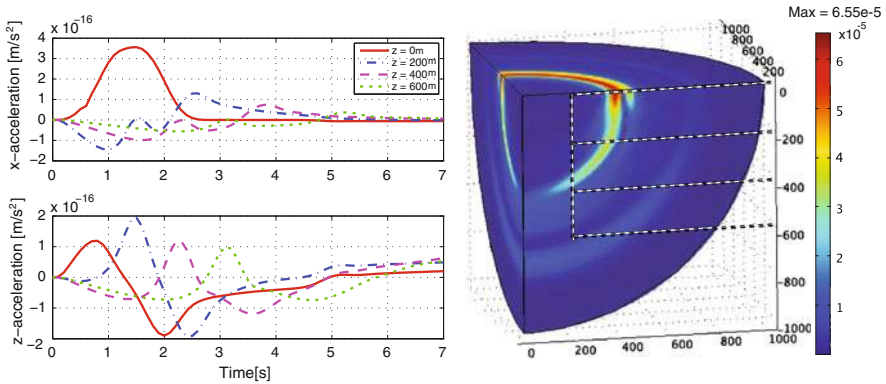 x 10⁻¹⁶
x-acceleration [m/s²]
4
3
2
1
0
−1
−2
0 1 2 3 4 5 6 7
z = 0m
z = 200m
z = 400m
z = 600m
x 10⁻¹⁶
z-acceleration [m/s²]
2
1
0
−1
−2
0 1 2 3 4 5 6 7
Time[s]
1000
800
600
400
200
0
-200
-400
-600
-800
-1000
0 200 400 600 800 1000
Max = 6.55e-5
x10⁻⁵
6
5
4
3
2
1